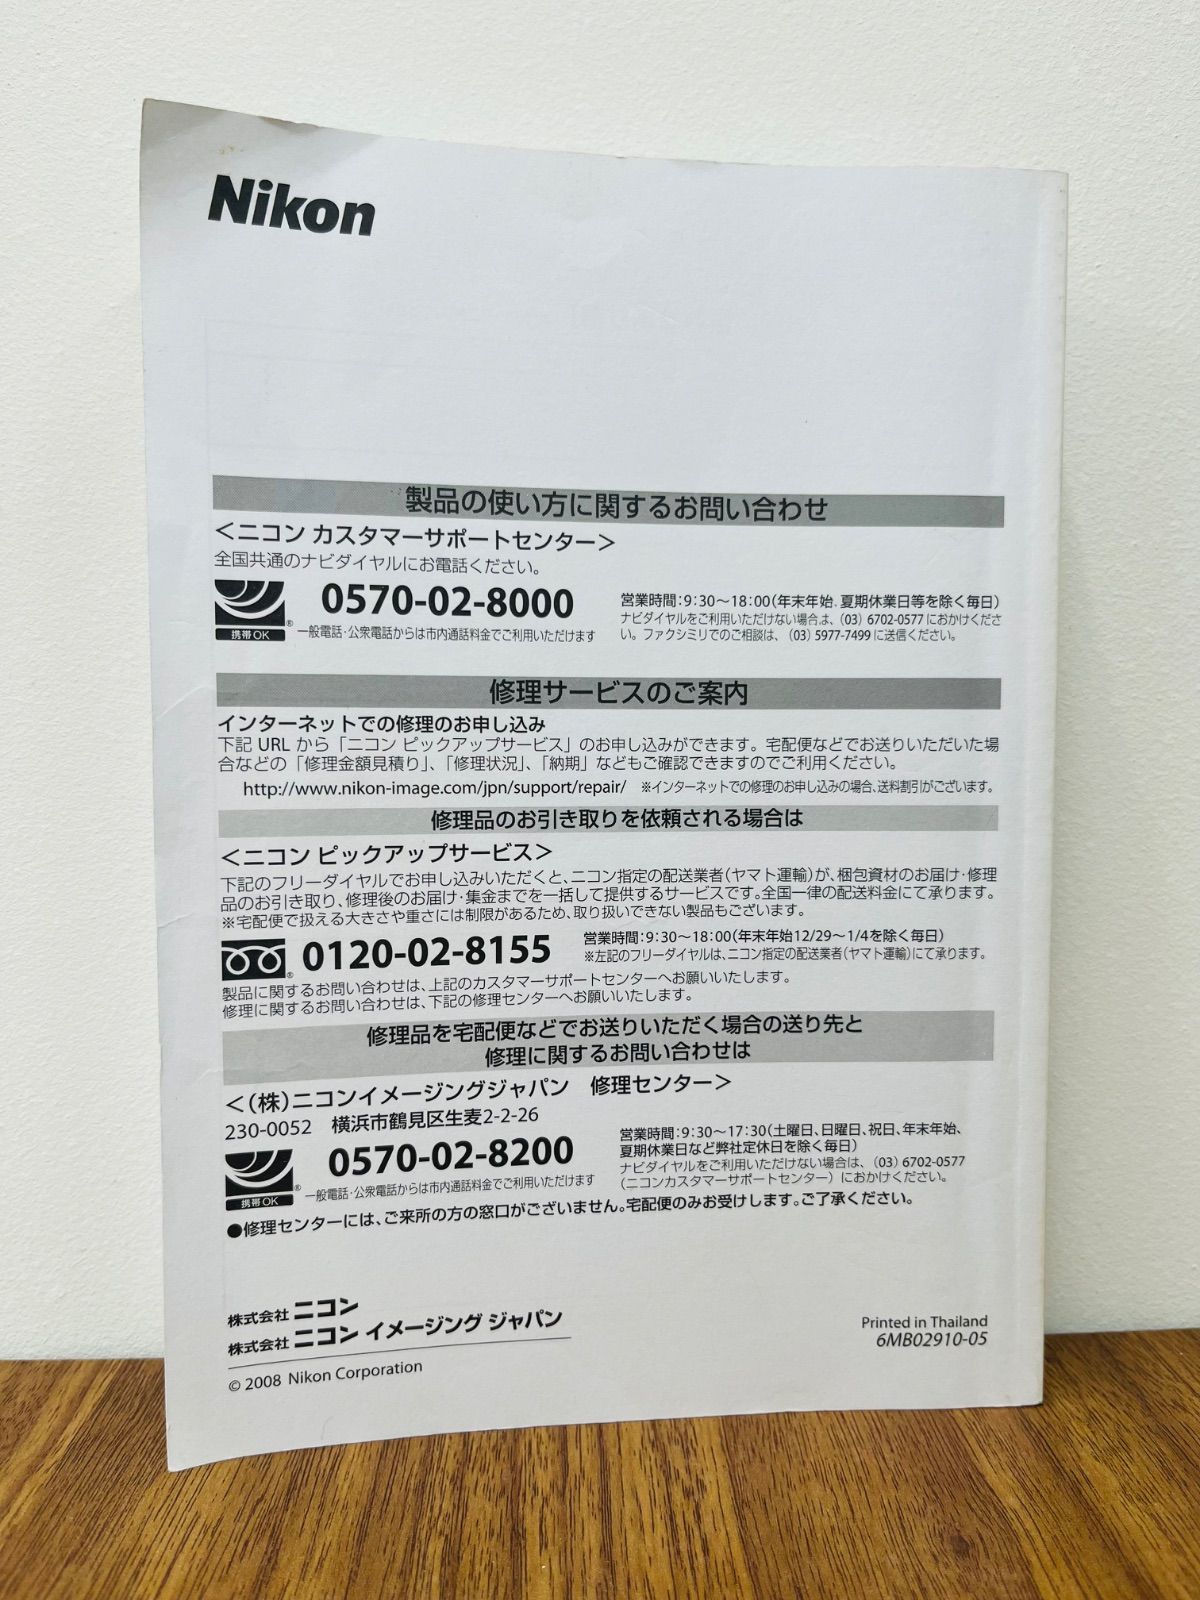 Nikon
製品の使い方に関するお問い合わせ
<ニコン カスタマーサポートセンター>
全国共通のナビダイヤルにお電話ください。
携帯OK
®
0570-02-8000
一般電話・公衆電話からは市内通話料金でご利用いただけます
営業時間:9:30~18:00(年末年始、夏期休業日等を除く毎日)
ナビダイヤルをご利用いただけない場合は、(03) 6702-0577 におかけくださ
い。ファクシミリでのご相談は、(03) 5977-7499 に送信ください。
修理サービスのご案内
インターネットでの修理のお申し込み
下記 URL から「ニコン ピックアップサービス」のお申し込みができます。宅配便などでお送りいただいた場
合などの「修理金額見積り」、「修理状況」、「納期」などもご確認できますのでご利用ください。
http://www.nikon-image.com/jpn/support/repair/ ※インターネットでの修理のお申し込みの場合、送料割引がございます。
修理品のお引き取りを依頼される場合は
<ニコン ピックアップサービス>
下記のフリーダイヤルでお申し込みいただくと、ニコン指定の配送業者(ヤマト運輸)が、梱包資材のお届け・修理
品のお引き取り、修理後のお届け・集金までを一括して提供するサービスです。全国一律の配送料金にて承ります。
※宅配便で扱える大きさや重さには制限があるため、取り扱いできない製品もございます。
®
0120-02-8155
営業時間:9:30~18:00(年末年始12/29~1/4を除く毎日)
※左記のフリーダイヤルは、ニコン指定の配送業者(ヤマト運輸)にて承ります。
製品に関するお問い合わせは、上記のカスタマーサポートセンターへお願いいたします。
修理に関するお問い合わせは、下記の修理センターへお願いいたします。
修理品を宅配便などでお送りいただく場合の送り先と
修理に関するお問い合わせは
<(株)ニコンイメージングジャパン 修理センター>
230-0052 横浜市鶴見区生麦2-2-26
携帯OK
®
0570-02-8200
一般電話・公衆電話からは市内通話料金でご利用いただけます
営業時間:9:30~17:30(土曜日、日曜日、祝日、年末年始、
夏期休業日など弊社定休日を除く毎日)
ナビダイヤルをご利用いただけない場合は、(03) 6702-0577
(ニコンカスタマーサポートセンター) におかけください。
●修理センターには、ご来所の方の窓口がございません。宅配便のみお受けします。ご了承ください。
株式会社 ニコン
株式会社 ニコン イメージング ジャパン
© 2008 Nikon Corporation
Printed in Thailand
6MB02910-05